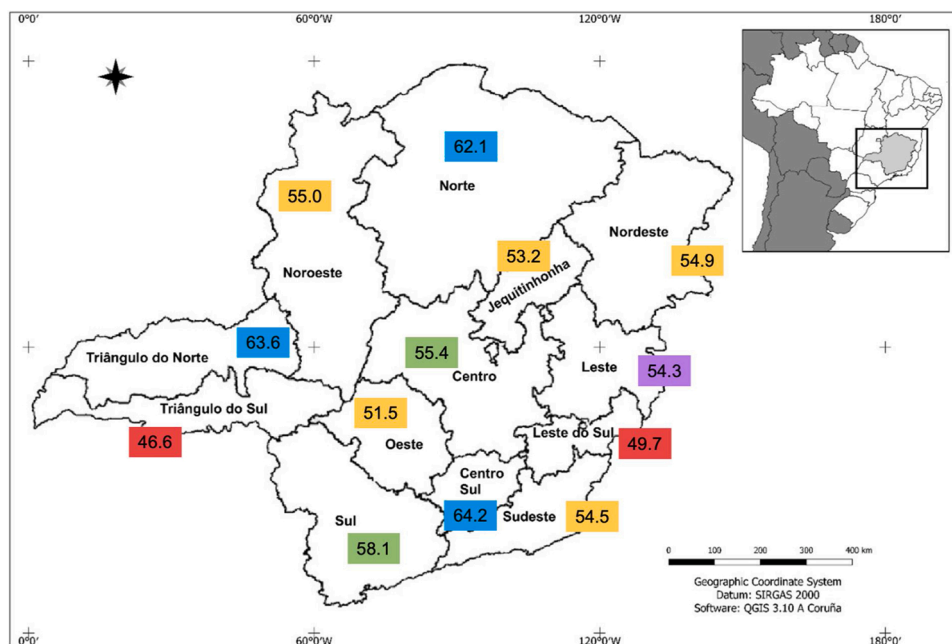 0°0′ 60°0′W 120°0′W 180°0′
62.1
Norte
55.0
Nordeste
53.2
54.9
Noroeste
Jequitinhonha
63.6
Triângulo do Norte
55.4
Centro
Leste
54.3
Triângulo do Sul
51.5
46.6
Oeste
Leste do Sul
49.7
Centro
Sul
64.2
Sudeste
54.5
Sul
58.1
0 100 200 300 400 km
Geographic Coordinate System
Datum: SIRGAS 2000
Software: QGIS 3.10 A Coruña
0°0′ 60°0′W 120°0′W 180°0′